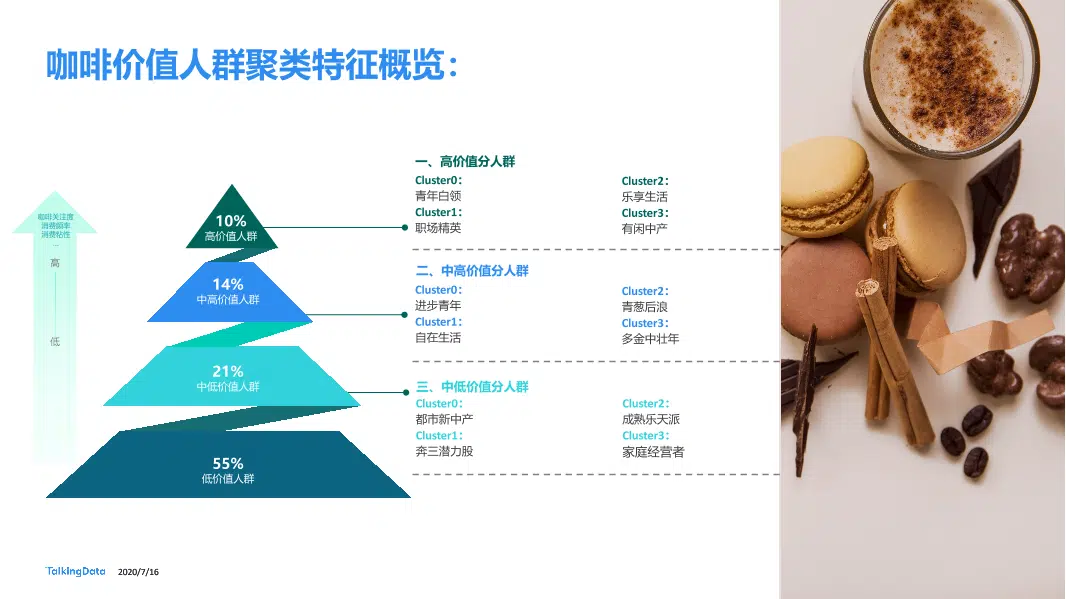 咖啡价值人群聚类特征概览：
咖啡关注度
消费频率
消费粘性
...
高
低
10%
高价值人群
14%
中高价值人群
21%
中低价值人群
55%
低价值人群
一、高价值分人群
Cluster0：
青年白领
Cluster1：
职场精英
Cluster2：
乐享生活
Cluster3：
有闲中产
二、中高价值分人群
Cluster0：
进步青年
Cluster1：
自在生活
Cluster2：
青葱后浪
Cluster3：
多金中壮年
三、中低价值分人群
Cluster0：
都市新中产
Cluster1：
奔三潜力股
Cluster2：
成熟乐天派
Cluster3：
家庭经营者
TalkingData
2020/7/16